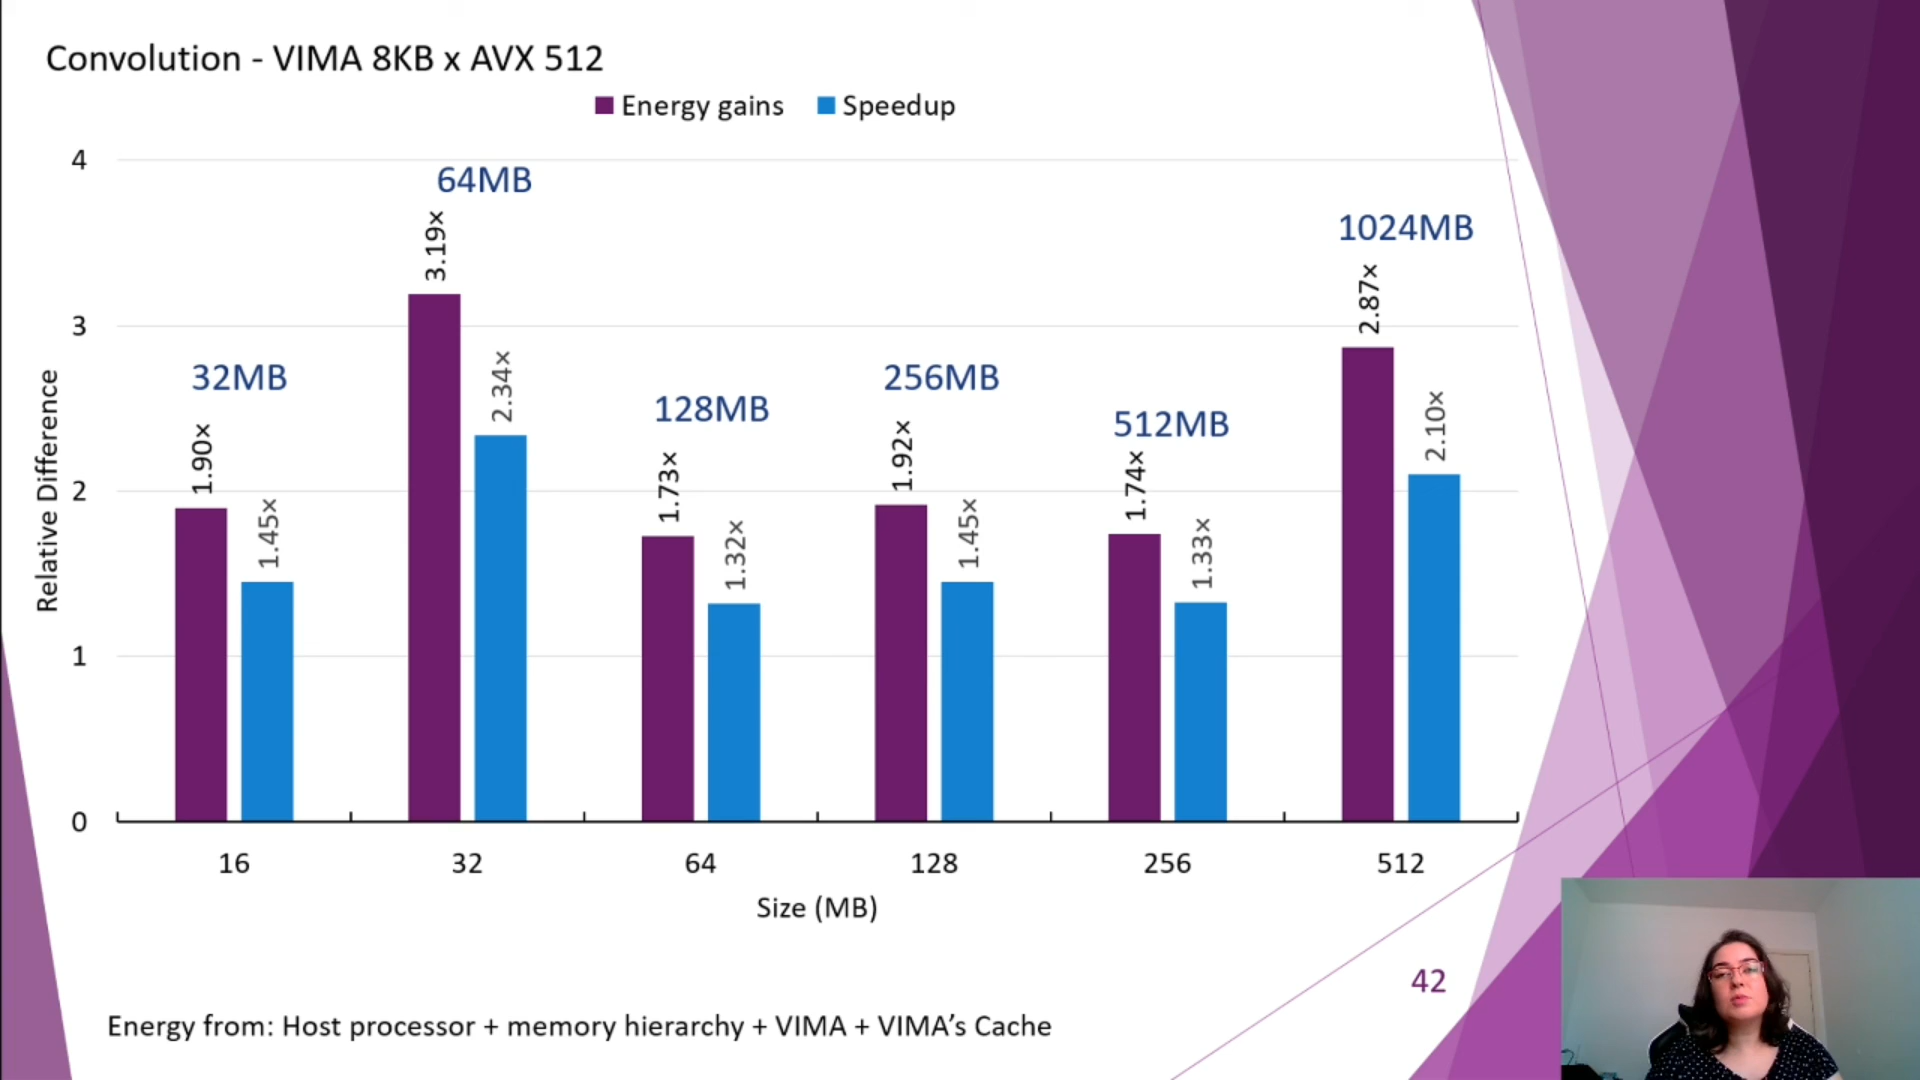 Convolution - VIMA 8KB x AVX 512
Energy gains
Speedup
Relative Difference
4
3
2
1
0
32MB
1.90×
1.45×
64MB
3.19×
2.34×
128MB
1.73×
1.32×
256MB
1.92×
1.45×
512MB
1.74×
1.33×
1024MB
2.87×
2.10×
16 32 64 128 256 512
Size (MB)
42
Energy from: Host processor + memory hierarchy + VIMA + VIMA’s Cache